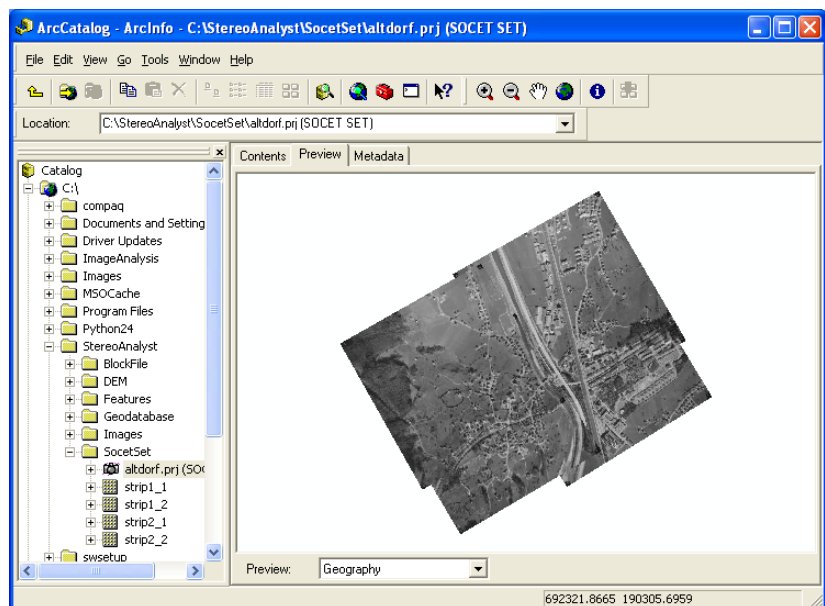 ArcCatalog - ArcInfo - C:\StereoAnalyst\SocetSet\altdorf.prj (SOCET SET)
File Edit View Go Tools Window Help
Location: C:\StereoAnalyst\SocetSet\altdorf.prj (SOCET SET)
Contents Preview Metadata
Catalog
C:\
compaq
Documents and Setting
Driver Updates
ImageAnalysis
Images
MSOCache
Program Files
Python24
StereoAnalyst
BlockFile
DEM
Features
Geodatabase
Images
SocetSet
altdorf.prj (SO
strip1_1
strip1_2
strip2_1
strip2_2
swsetup
Preview: Geography
692321.8665 190305.6959